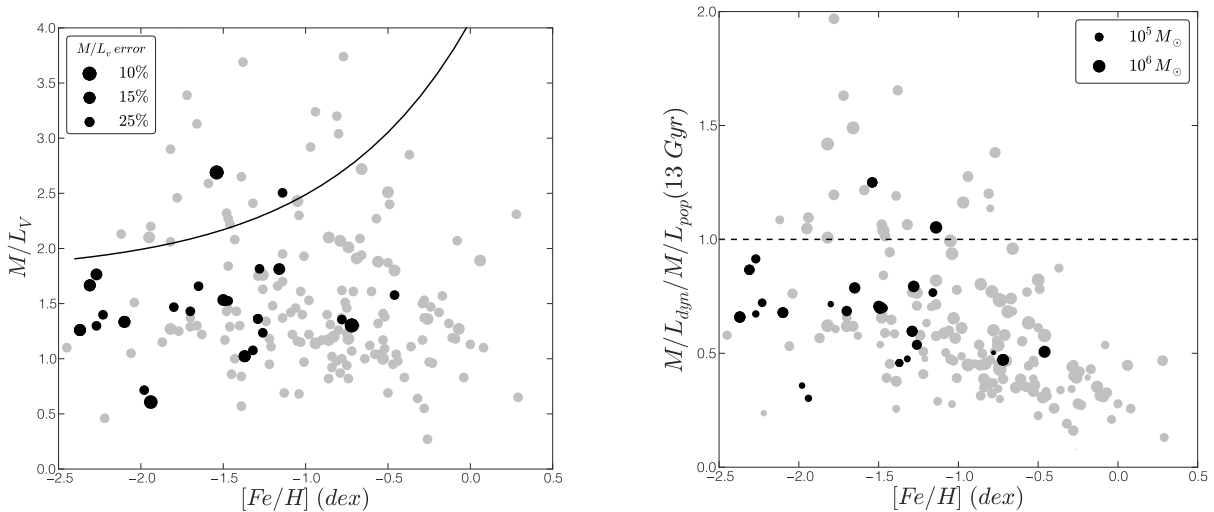 4.0
3.5
3.0
2.5
2.0
1.5
1.0
0.5
0.0
M/L_V
M/L_v error
10%
15%
25%
−2.5 −2.0 −1.5 −1.0 −0.5 0.0 0.5
[Fe/H] (dex)
2.0
1.5
1.0
0.5
0.0
M/L_dyn/M/L_pop(13 Gyr)
10^5 M_⊙
10^6 M_⊙
−2.5 −2.0 −1.5 −1.0 −0.5 0.0 0.5
[Fe/H] (dex)